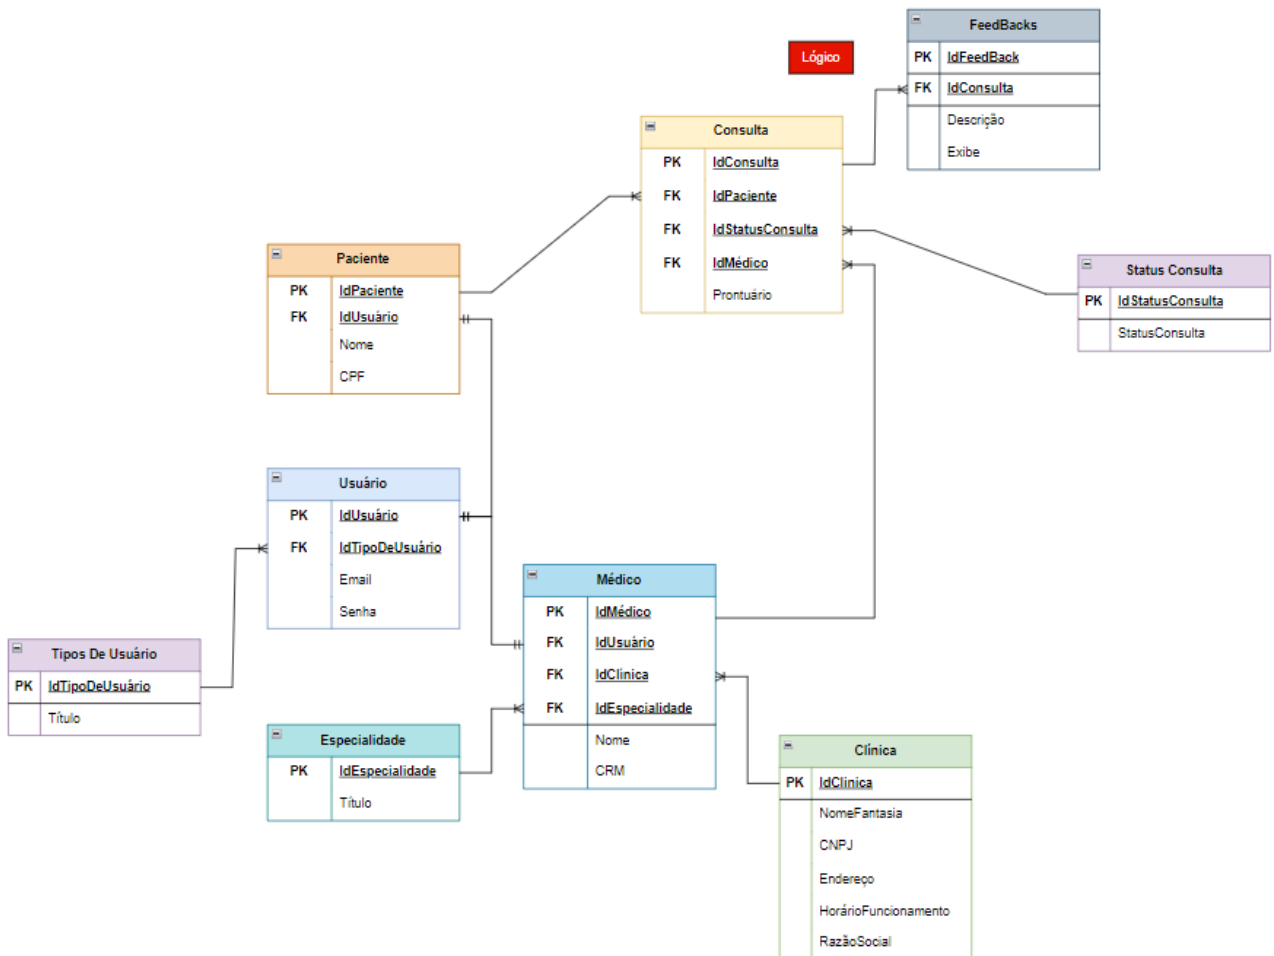 FeedBacks
PK IdFeedBack
FK IdConsulta
Descrição
Exibe
Lógico
Consulta
PK IdConsulta
FK IdPaciente
FK IdStatusConsulta
FK IdMédico
Prontuário
Paciente
PK IdPaciente
FK IdUsuário
Nome
CPF
Status Consulta
PK IdStatusConsulta
StatusConsulta
Usuário
PK IdUsuário
FK IdTipoDeUsuário
Email
Senha
Médico
PK IdMédico
FK IdUsuário
FK IdClínica
FK IdEspecialidade
Nome
CRM
Tipos De Usuário
PK IdTipoDeUsuário
Título
Especialidade
PK IdEspecialidade
Título
Clínica
PK IdClinica
NomeFantasia
CNPJ
Endereço
HorárioFuncionamento
RazãoSocial